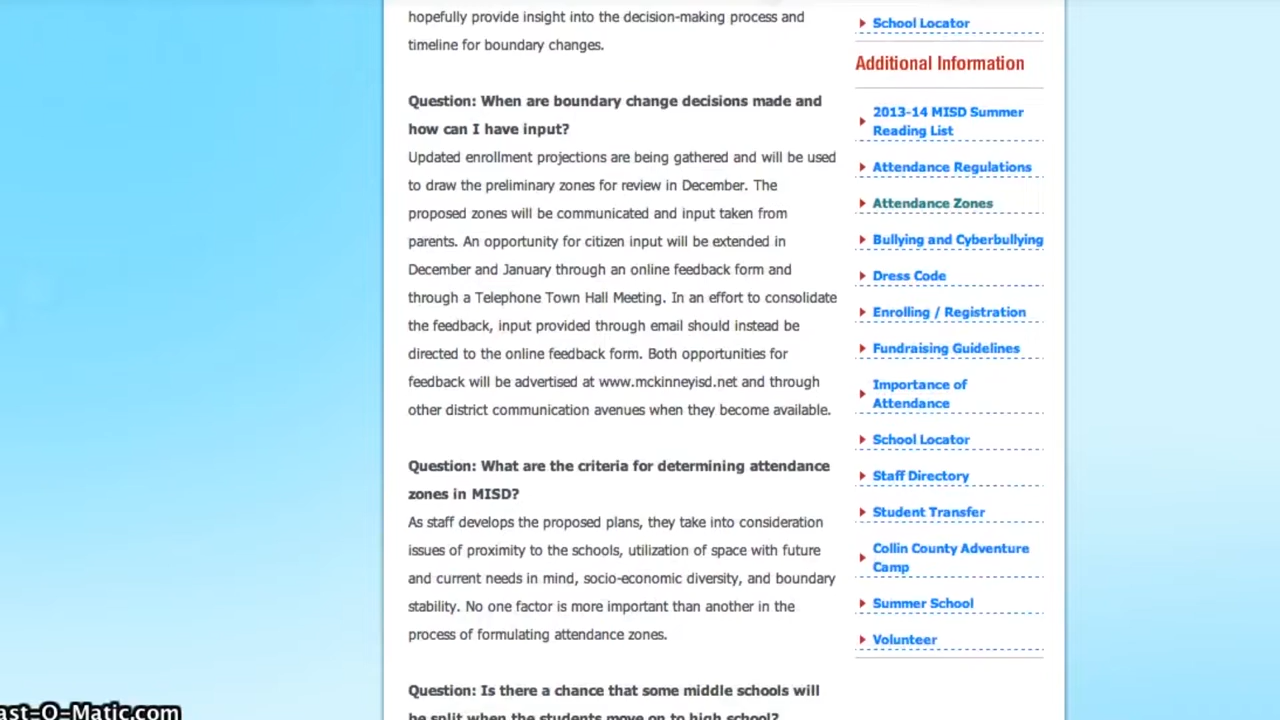 hopefully provide insight into the decision-making process and
timeline for boundary changes.
Question: When are boundary change decisions made and
how can I have input?
Updated enrollment projections are being gathered and will be used
to draw the preliminary zones for review in December. The
proposed zones will be communicated and input taken from
parents. An opportunity for citizen input will be extended in
December and January through an online feedback form and
through a Telephone Town Hall Meeting. In an effort to consolidate
the feedback, input provided through email should instead be
directed to the online feedback form. Both opportunities for
feedback will be advertised at www.mckinneyisd.net and through
other district communication avenues when they become available.
Question: What are the criteria for determining attendance
zones in MISD?
As staff develops the proposed plans, they take into consideration
issues of proximity to the schools, utilization of space with future
and current needs in mind, socio-economic diversity, and boundary
stability. No one factor is more important than another in the
process of formulating attendance zones.
Question: Is there a chance that some middle schools will
be split when the students move on to high school?
School Locator
Additional Information
2013-14 MISD Summer
Reading List
Attendance Regulations
Attendance Zones
Bullying and Cyberbullying
Dress Code
Enrolling / Registration
Fundraising Guidelines
Importance of
Attendance
School Locator
Staff Directory
Student Transfer
Collin County Adventure
Camp
Summer School
Volunteer
ast-O-Matic.com